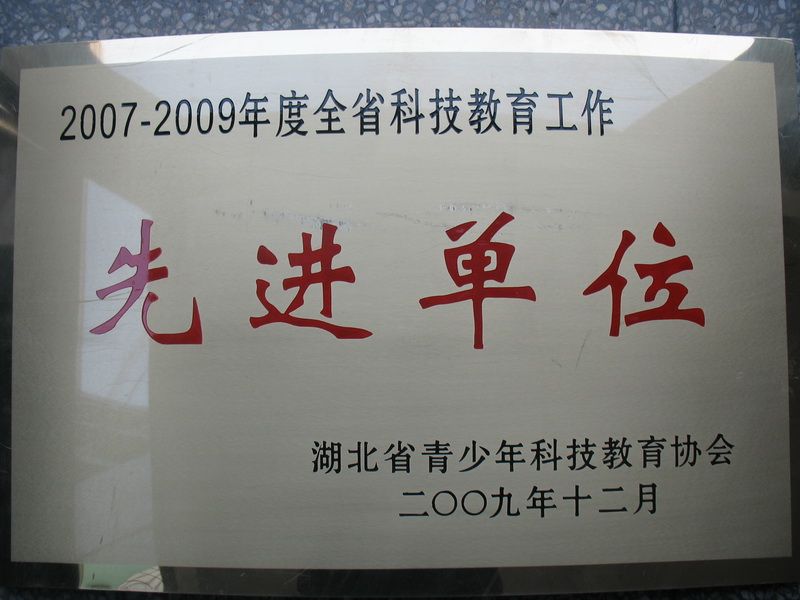 2007-2009年度全省科技教育工作
先进单位
湖北省青少年科技教育协会
二〇〇九年十二月